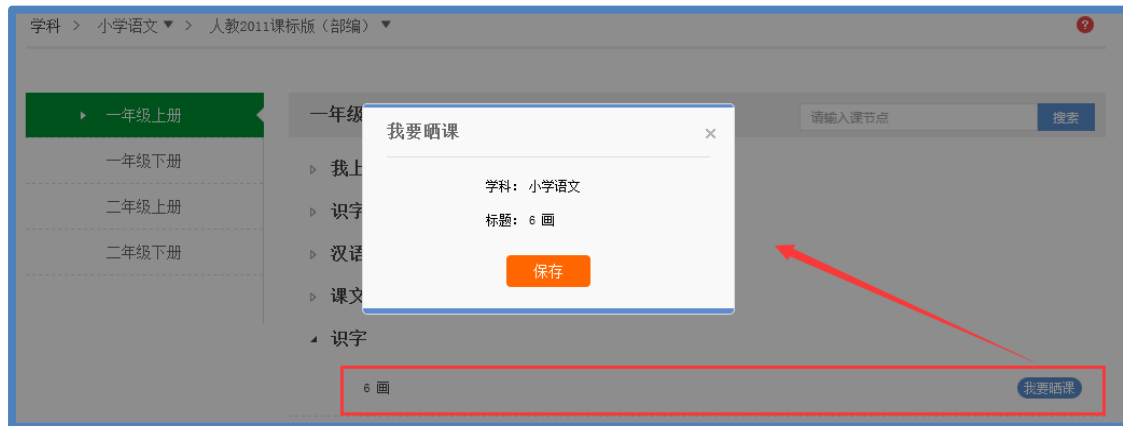 学科 > 小学语文 ▼ > 人教2011课标版（部编） ▼
?
一年级上册
一年级下册
二年级上册
二年级下册
一年级
请输入课节点
搜索
我上
识字
汉语
课文
识字
6 画
我要晒课
我要晒课
×
学科： 小学语文
标题： 6 画
保存